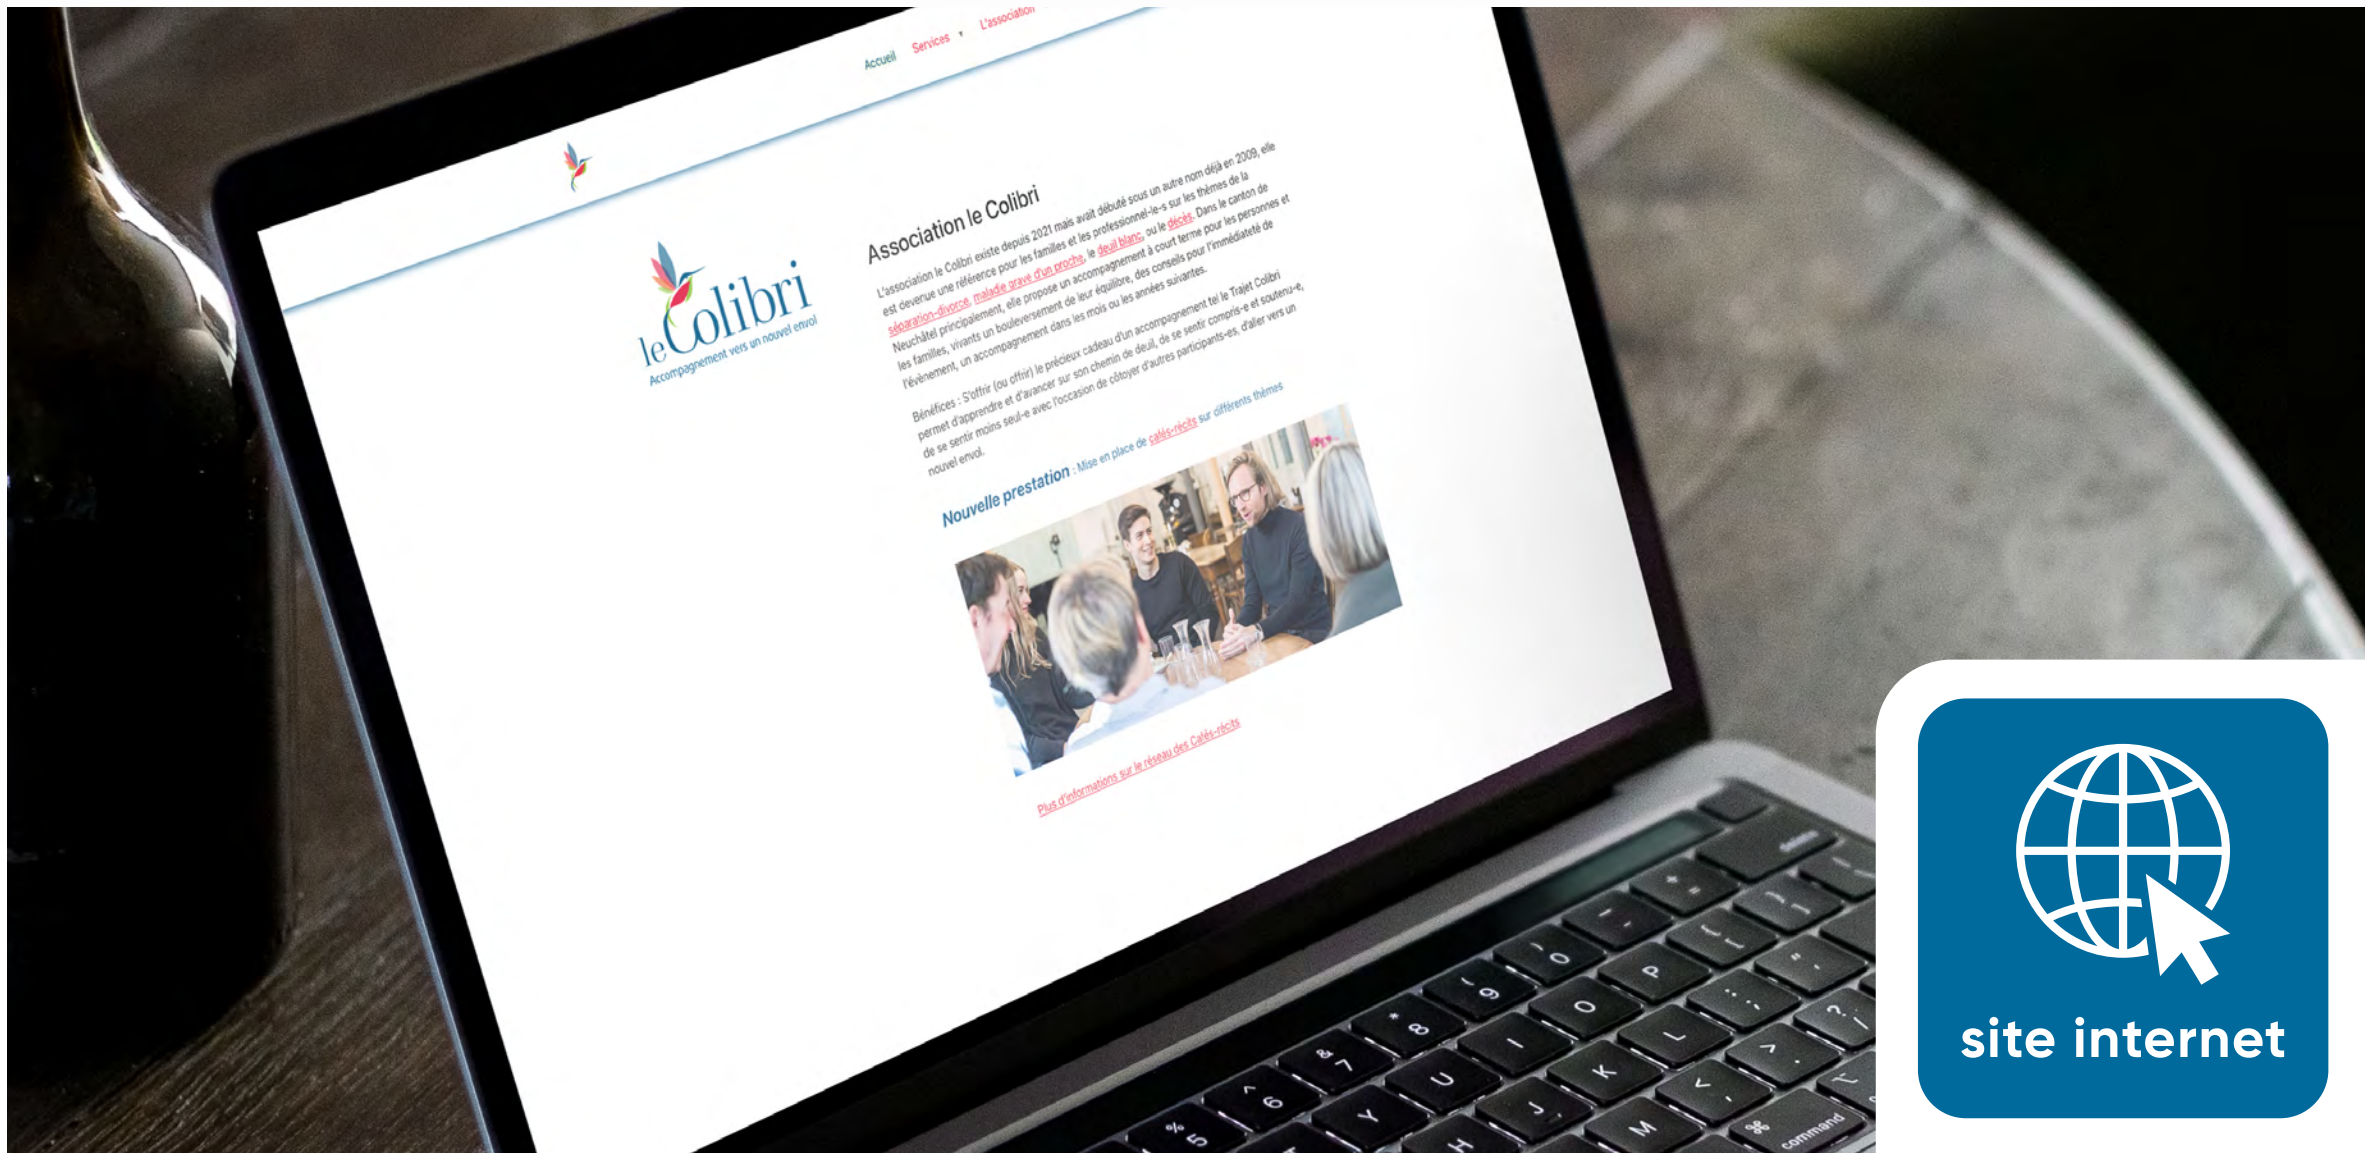 Accueil Services L'association
Association le Colibri
L'association le Colibri existe depuis 2021 mais avait débuté sous un autre nom déjà en 2009, elle
est devenue une référence pour les familles et les professionnel-le-s sur les thèmes de la
séparation-divorce, maladie grave d'un proche, le deuil blanc, ou le décès. Dans le canton de
Neuchâtel principalement, elle propose un accompagnement à court terme pour les personnes et
les familles, vivants un bouleversement de leur équilibre, des conseils pour l'immédiateté de
l'évènement, un accompagnement dans les mois ou les années suivantes.
Bénéfices : S'offrir (ou offrir) le précieux cadeau d'un accompagnement tel le Trajet Colibri
permet d'apprendre et d'avancer sur son chemin de deuil, de se sentir compris-e et soutenu-e,
de se sentir moins seul-e avec l'occasion de côtoyer d'autres participants-es, d'aller vers un
nouvel envol.
le Colibri
Accompagnement vers un nouvel envol
Nouvelle prestation : Mise en place de cafés-récits sur différents thèmes
Plus d'informations sur le réseau des Cafés-récits
delete
+ =
_ -
) 0
( 9
* 8
& 7
^ 6
% 5
P
O
I
U
Y
L
K
J
H
M
command
site internet